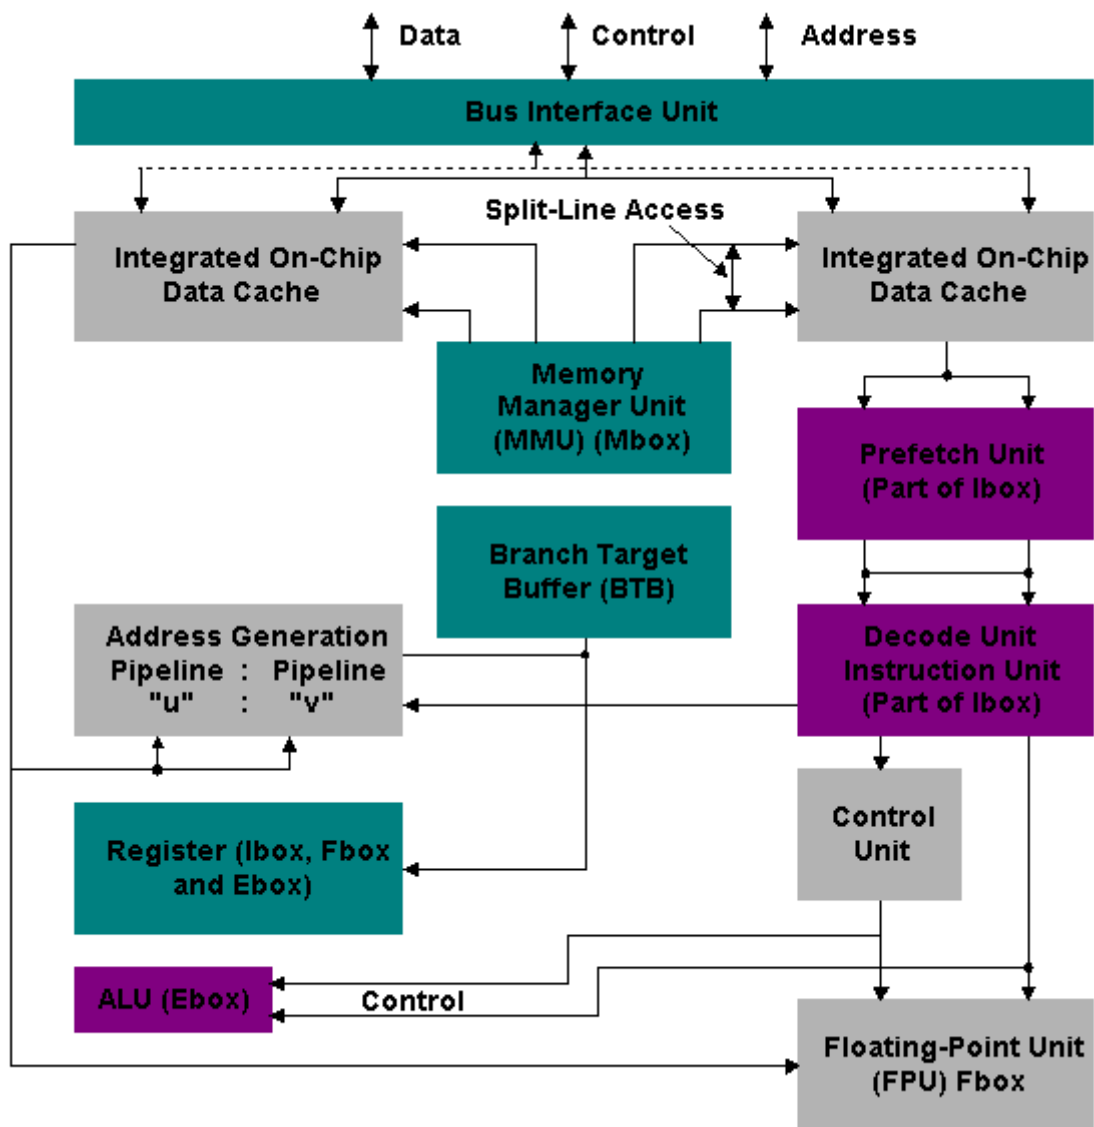 Data
Control
Address
Bus Interface Unit
Split-Line Access
Integrated On-Chip
Data Cache
Integrated On-Chip
Data Cache
Memory
Manager Unit
(MMU) (Mbox)
Prefetch Unit
(Part of Ibox)
Branch Target
Buffer (BTB)
Address Generation
Pipeline : Pipeline
"u" : "v"
Decode Unit
Instruction Unit
(Part of Ibox)
Control
Unit
Register (Ibox, Fbox
and Ebox)
ALU (Ebox)
Control
Floating-Point Unit
(FPU) Fbox